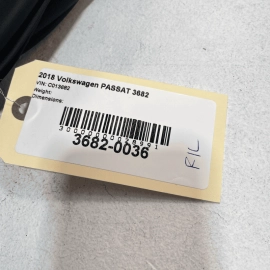 2018 Volkswagen PASSAT 3682
VIN: C013682
Weight:
Dimensions:
3682-0036
R/L